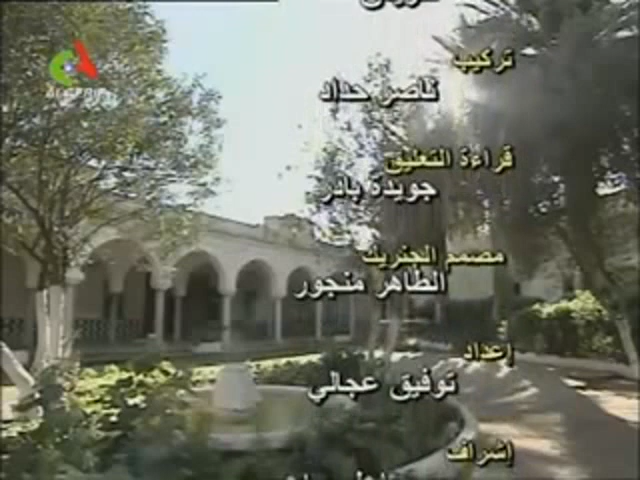 تركيب
ناصر حداد
قراءة التعليق
جويدة بادر
مصمم الجنريك
الطاهر منجور
إعداد
توفيق عجالي
إشراف